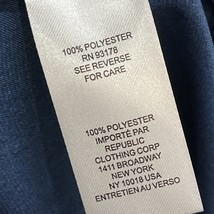 100% POLYESTER
RN 93178
SEE REVERSE
FOR CARE
100% POLYESTER
IMPORTÉ PAR
REPUBLIC
CLOTHING CORP
1411 BROADWAY
NEW YORK
NY 10018 USA
ENTRETIEN AU VERSO